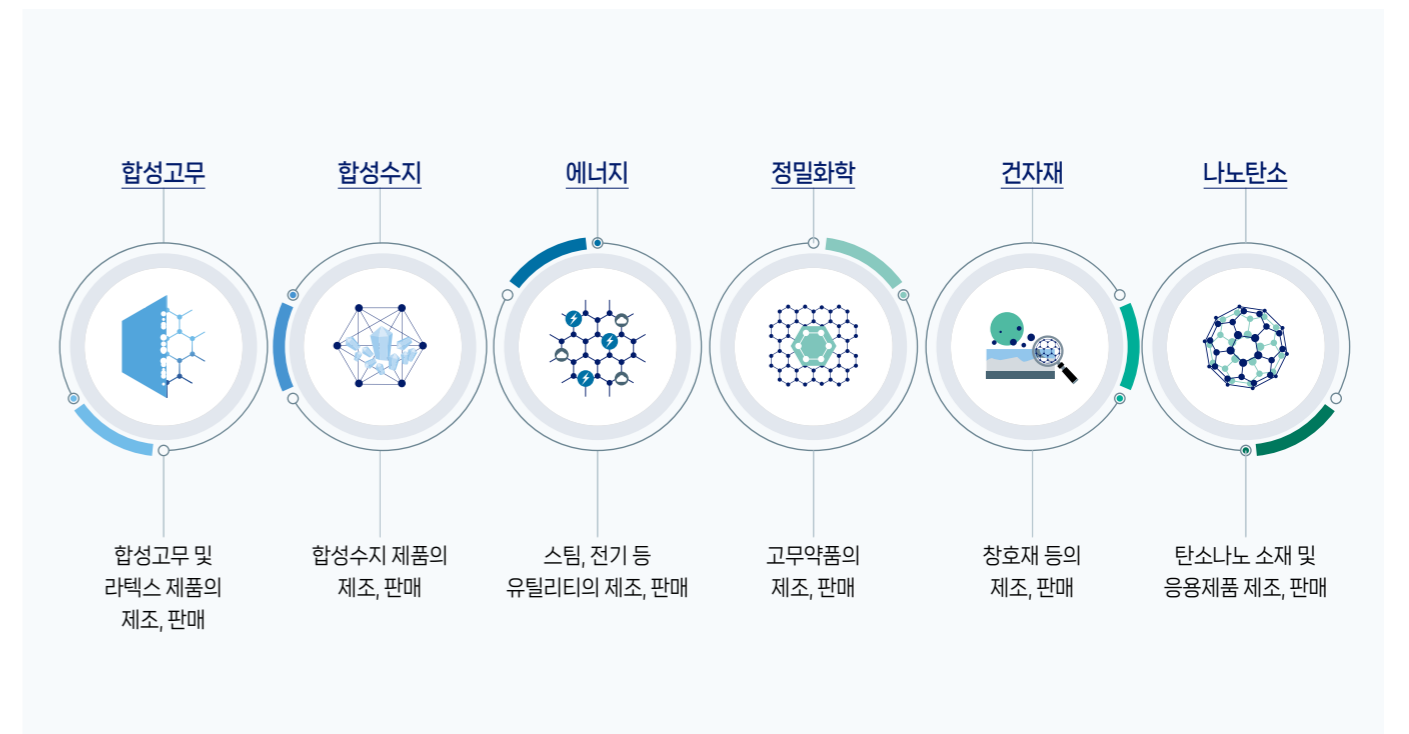 합성고무
합성수지
에너지
정밀화학
건자재
나노탄소
합성고무 및
라텍스 제품의
제조, 판매
합성수지 제품의
제조, 판매
스팀, 전기 등
유틸리티의 제조, 판매
고무약품의
제조, 판매
창호재 등의
제조, 판매
탄소나노 소재 및
응용제품 제조, 판매